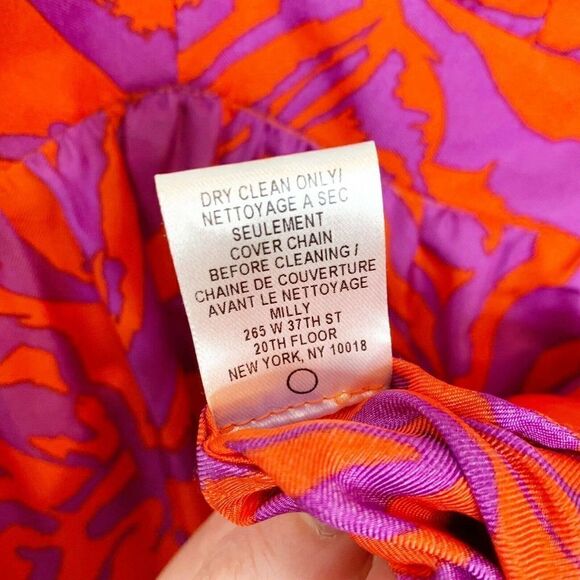 DRY CLEAN ONLY/
NETTOYAGE A SEC
SEULEMENT
COVER CHAIN
BEFORE CLEANING/
CHAINE DE COUVERTURE
AVANT LE NETTOYAGE
MILLY
265 W 37TH ST
20TH FLOOR
NEW YORK, NY 10018